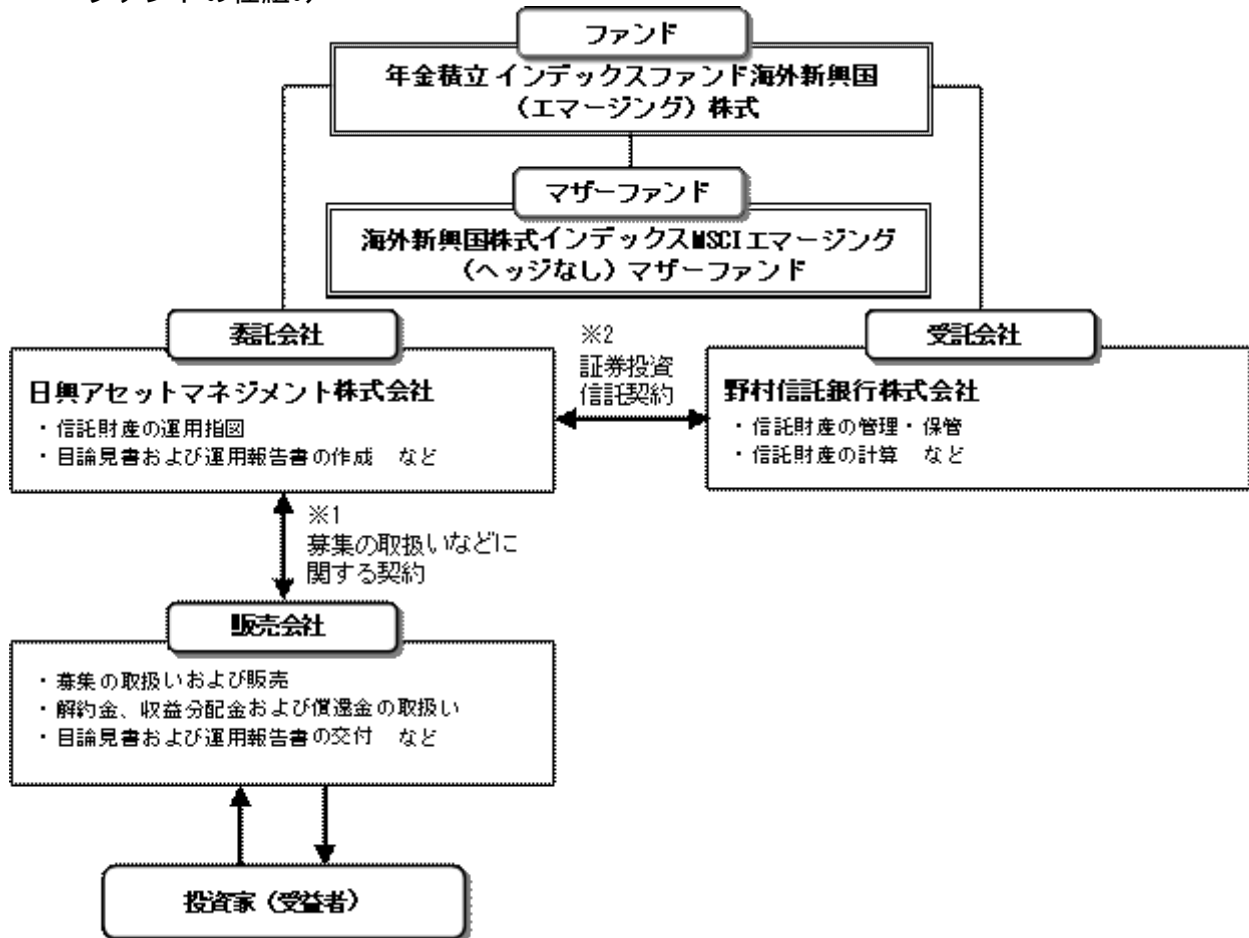 ファンドの仕組み
ファンド
年金積立 インデックスファンド海外新興国
（エマージング）株式
マザーファンド
海外新興国株式インデックスMSCIエマージング
（ヘッジなし）マザーファンド
委託会社
日興アセットマネジメント株式会社
・信託財産の運用指図
・目論見書および運用報告書の作成　など
※2
証券投資
信託契約
受託会社
野村信託銀行株式会社
・信託財産の管理・保管
・信託財産の計算　など
※1
募集の取扱いなどに
関する契約
販売会社
・募集の取扱いおよび販売
・解約金、収益分配金および償還金の取扱い
・目論見書および運用報告書の交付　など
投資家（受益者）